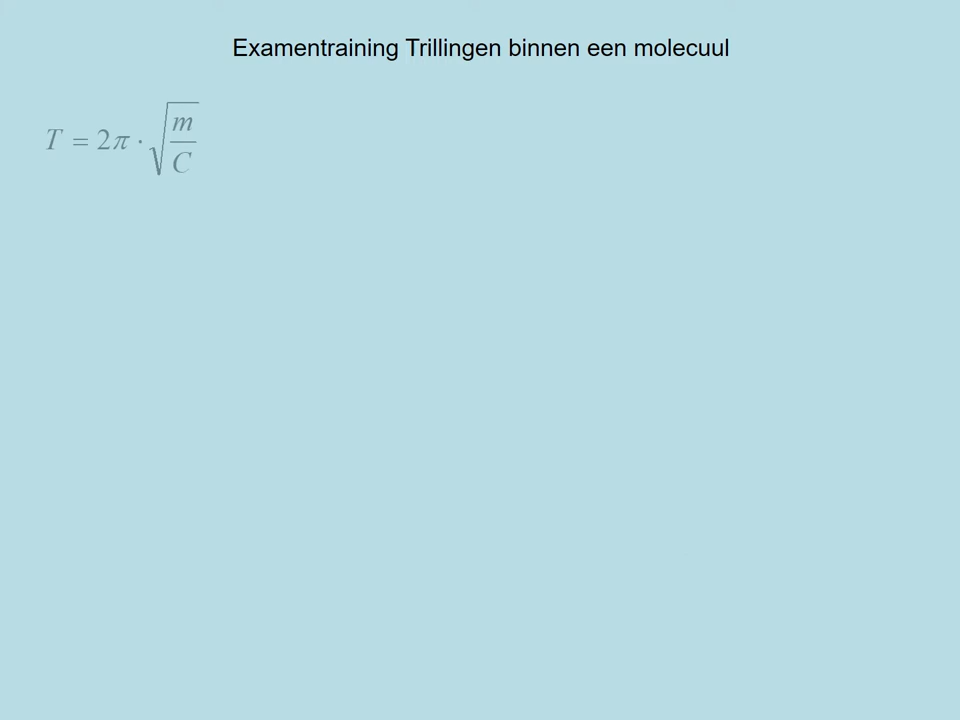 Examentraining Trillingen binnen een molecuul
T = 2π · √(m/C)